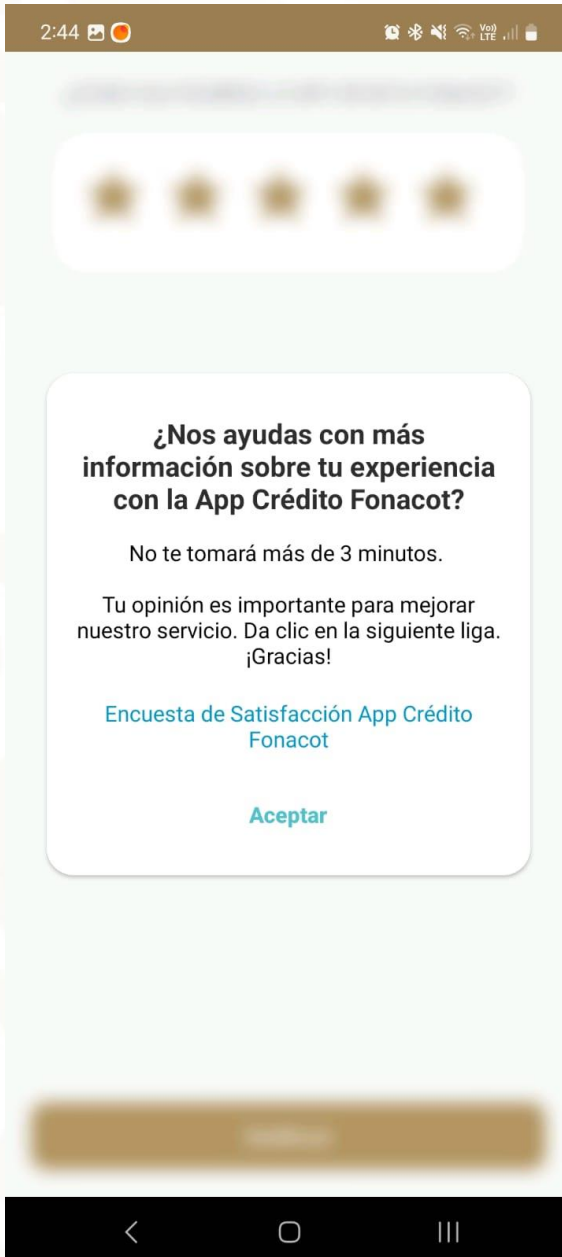 2:44
Vo))
LTE
¿Nos ayudas con más
información sobre tu experiencia
con la App Crédito Fonacot?
No te tomará más de 3 minutos.
Tu opinión es importante para mejorar
nuestro servicio. Da clic en la siguiente liga.
¡Gracias!
Encuesta de Satisfacción App Crédito
Fonacot
Aceptar